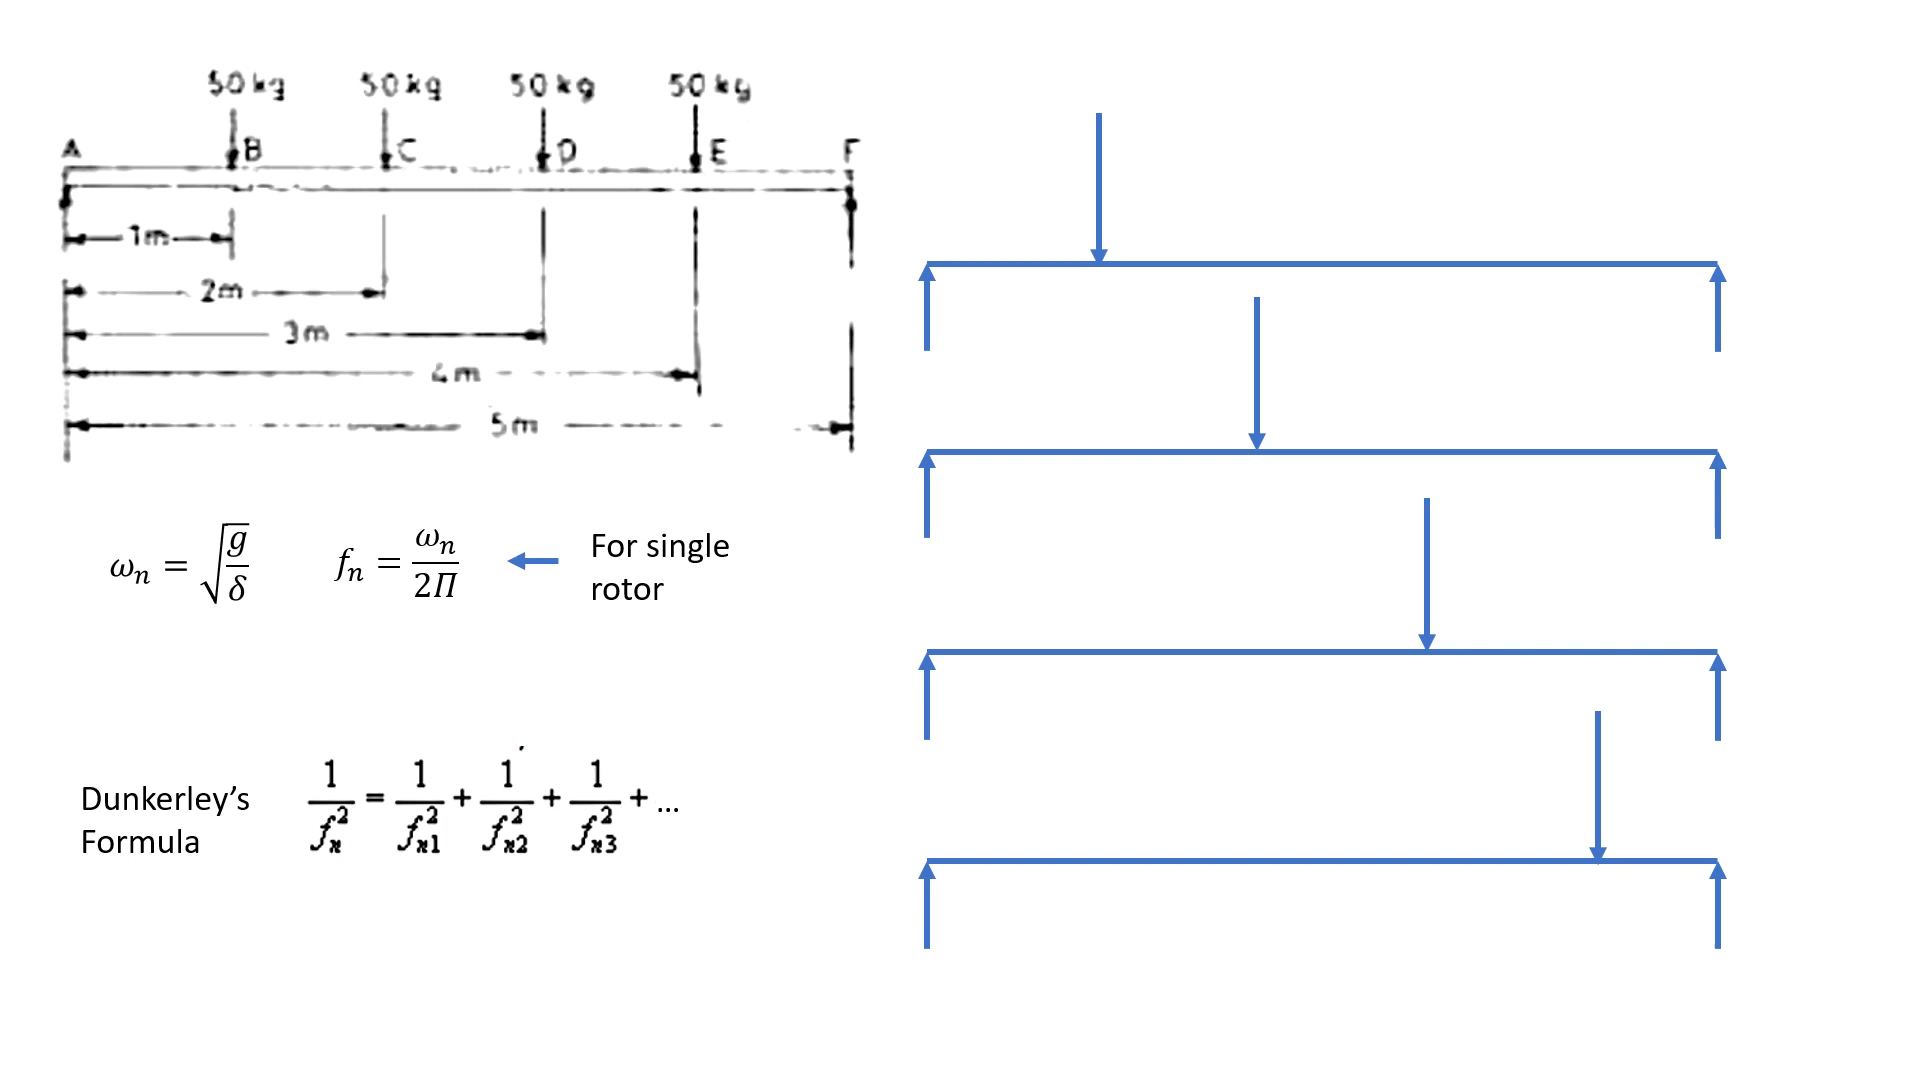 50 kg 50 kg 50 kg 50 kg
A B C D E F
1m
2m
3m
4m
5m
ωₙ = √(g/δ) fₙ = ωₙ/2Π For single
rotor
Dunkerley’s
Formula
1/fₙ² = 1/fₙ₁² + 1/fₙ₂² + 1/fₙ₃² + ...